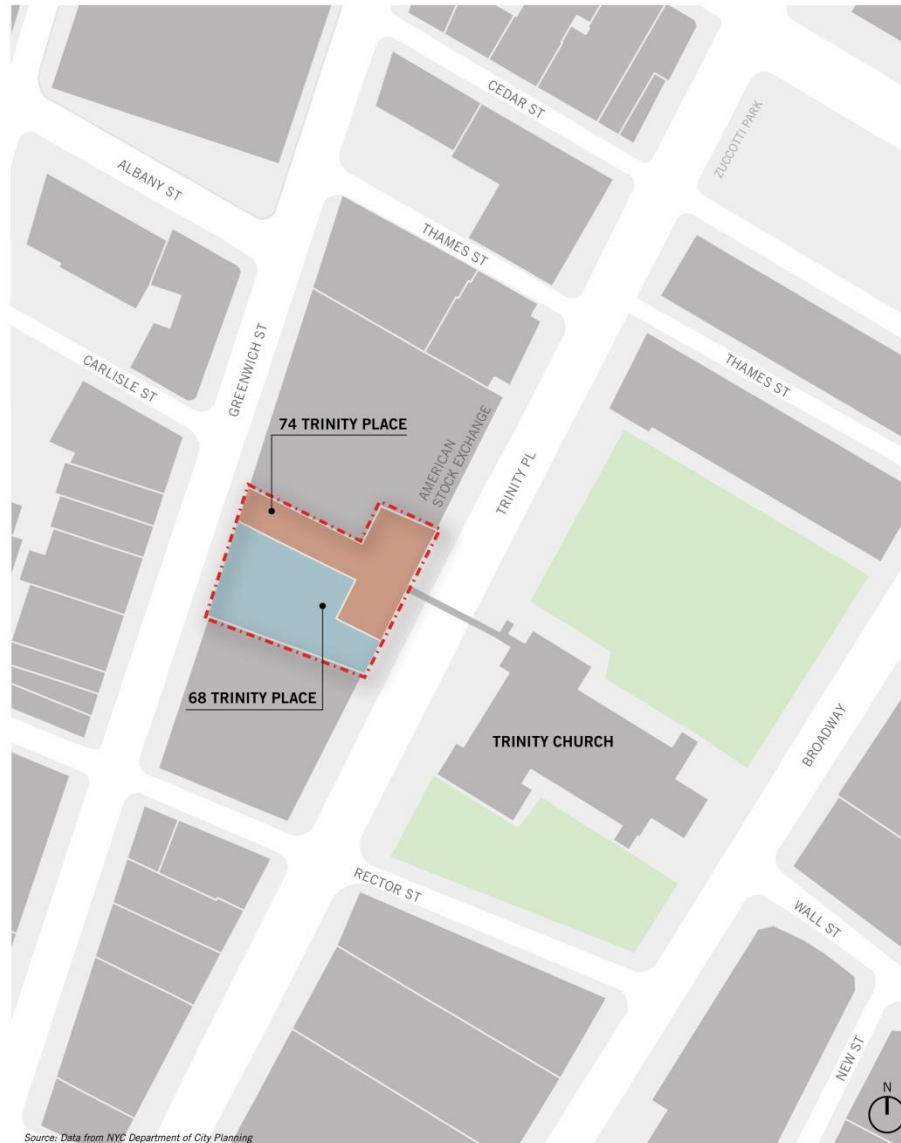 CEDAR ST
ZUCCOTTI PARK
ALBANY ST
THAMES ST
CARLISLE ST
GREENWICH ST
THAMES ST
74 TRINITY PLACE
AMERICAN
STOCK EXCHANGE
TRINITY PL
68 TRINITY PLACE
TRINITY CHURCH
BROADWAY
RECTOR ST
WALL ST
NEW ST
N
Source: Data from NYC Department of City Planning